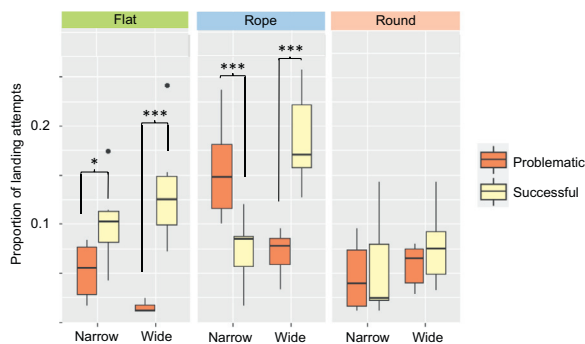 Flat Rope Round
Proportion of landing attempts
0.2
0.1
* *** *** ***
Problematic
Successful
Narrow Wide Narrow Wide Narrow Wide